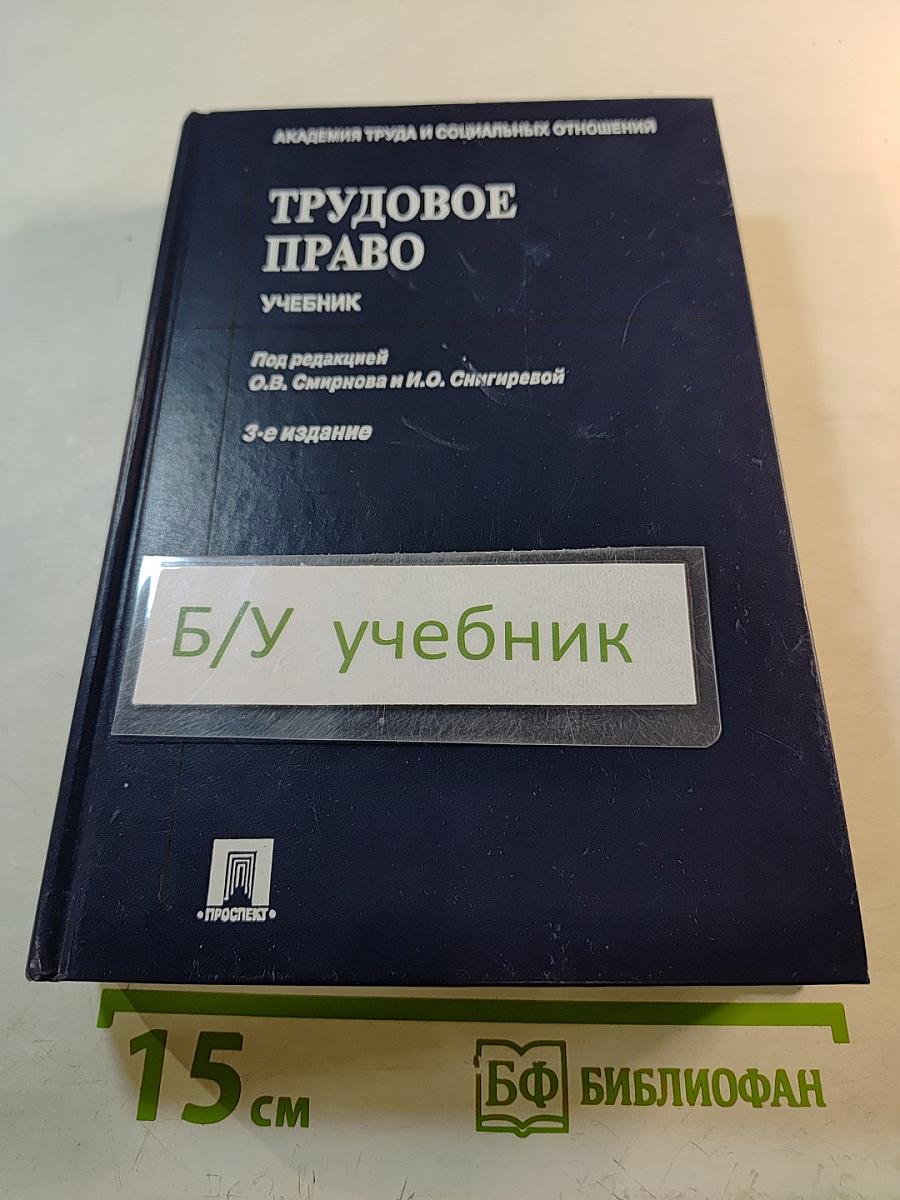 АКАДЕМИЯ ТРУДА И СОЦИАЛЬНЫХ ОТНОШЕНИЙ
ТРУДОВОЕ
ПРАВО
УЧЕБНИК
Под редакцией
О.В. Смирнова и И.О. Снигиревой
3-е издание
Б/У учебник
•ПРОСПЕКТ•
15 см
БФ БИБЛИОФАН